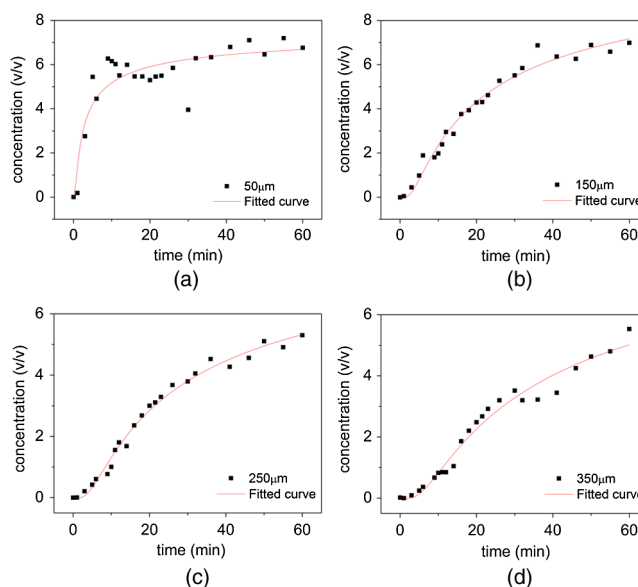 8
6
4
2
0
concentration (v/v)
50μm
Fitted curve
0 20 40 60
time (min)
(a)
8
6
4
2
0
concentration (v/v)
150μm
Fitted curve
0 20 40 60
time (min)
(b)
6
4
2
0
concentration (v/v)
250μm
Fitted curve
0 20 40 60
time (min)
(c)
6
4
2
0
concentration (v/v)
350μm
Fitted curve
0 20 40 60
time (min)
(d)